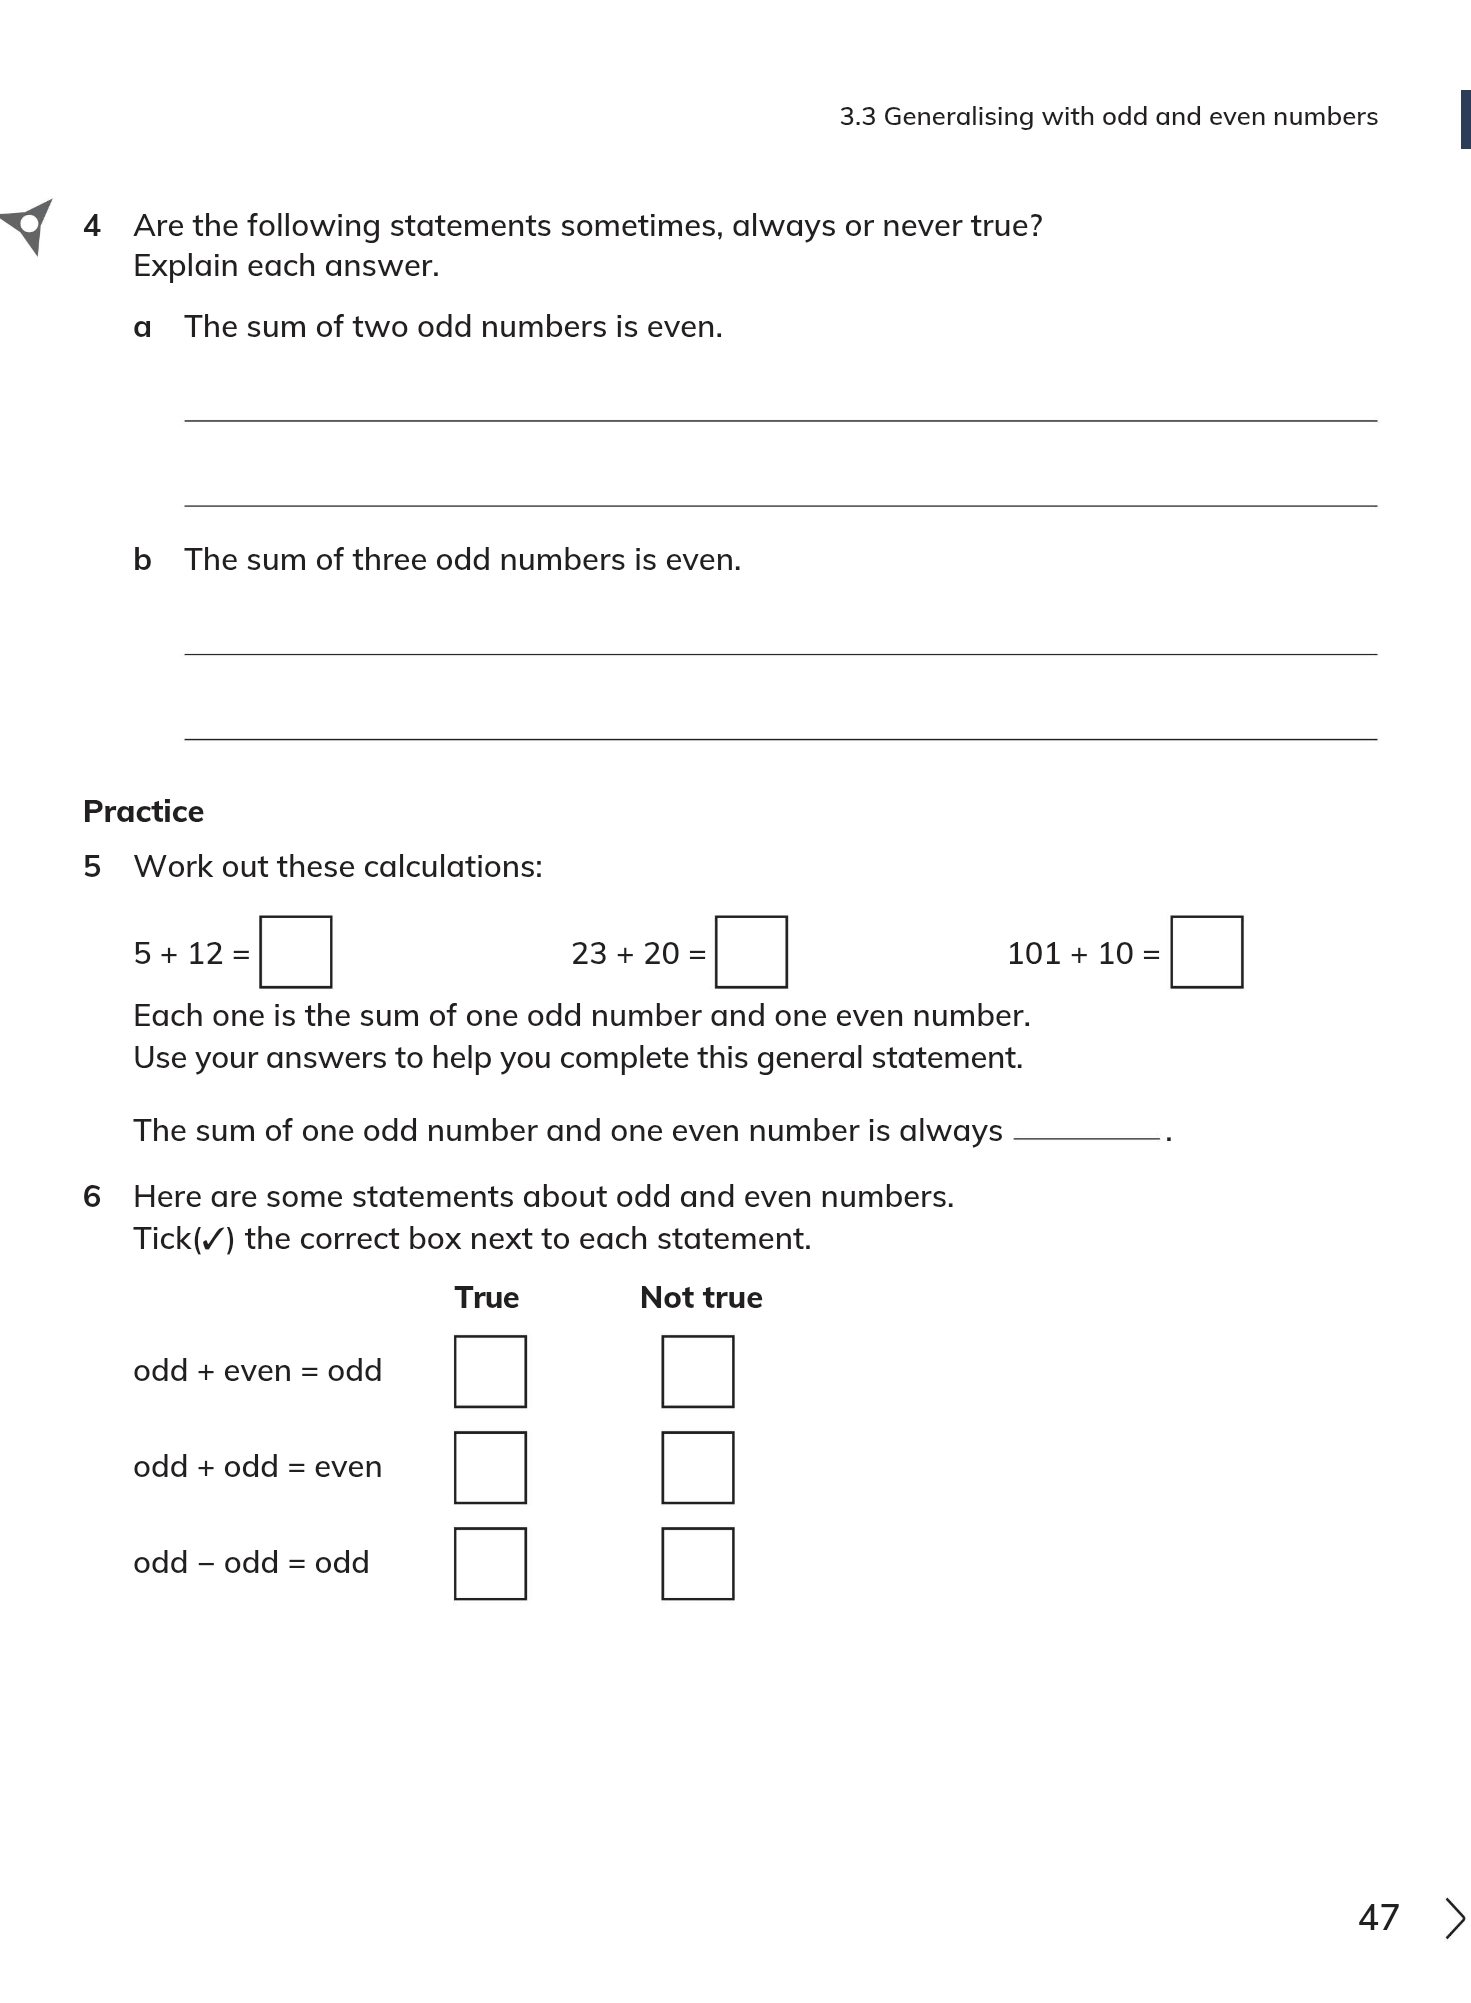 3.3 Generalising with odd and even numbers
4 Are the following statements sometimes, always or never true?
Explain each answer.
a The sum of two odd numbers is even.
b The sum of three odd numbers is even.
Practice
5 Work out these calculations:
5 + 12 = 23 + 20 = 101 + 10 =
Each one is the sum of one odd number and one even number.
Use your answers to help you complete this general statement.
The sum of one odd number and one even number is always ________.
6 Here are some statements about odd and even numbers.
Tick(✓) the correct box next to each statement.
True Not true
odd + even = odd
odd + odd = even
odd − odd = odd
47